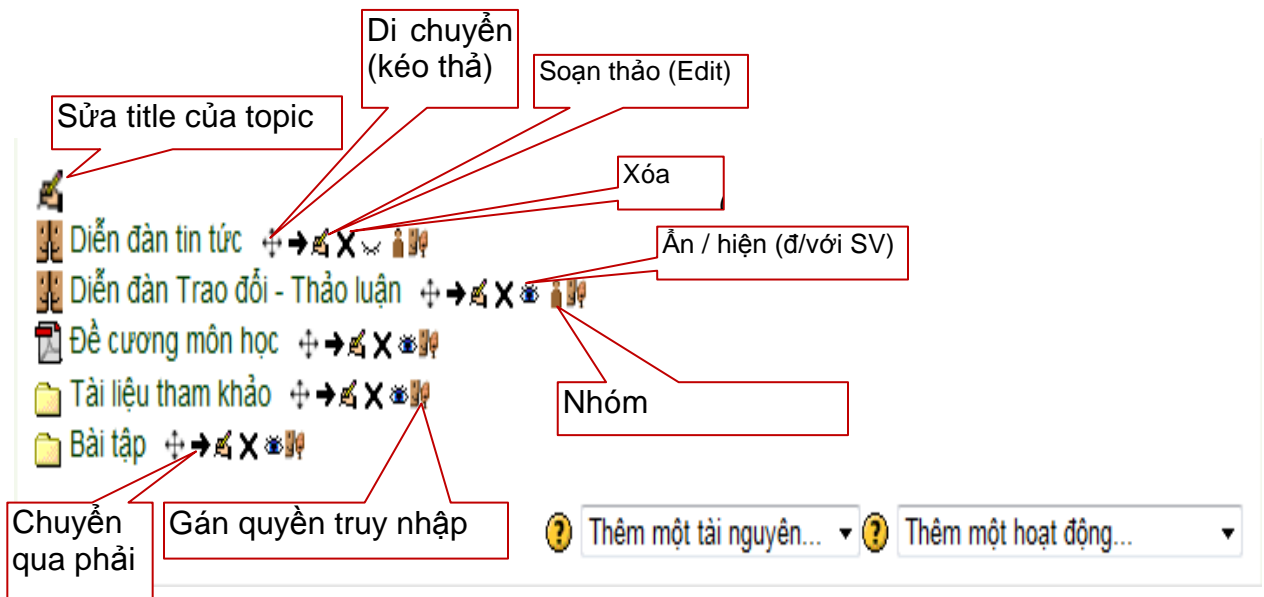 Di chuyển
(kéo thả)
Soạn thảo (Edit)
Sửa title của topic
Xóa
Diễn đàn tin tức
Ẩn / hiện (đ/với SV)
Diễn đàn Trao đổi - Thảo luận
Đề cương môn học
Tài liệu tham khảo
Nhóm
Bài tập
Chuyển
qua phải
Gán quyền truy nhập
Thêm một tài nguyên...
Thêm một hoạt động...